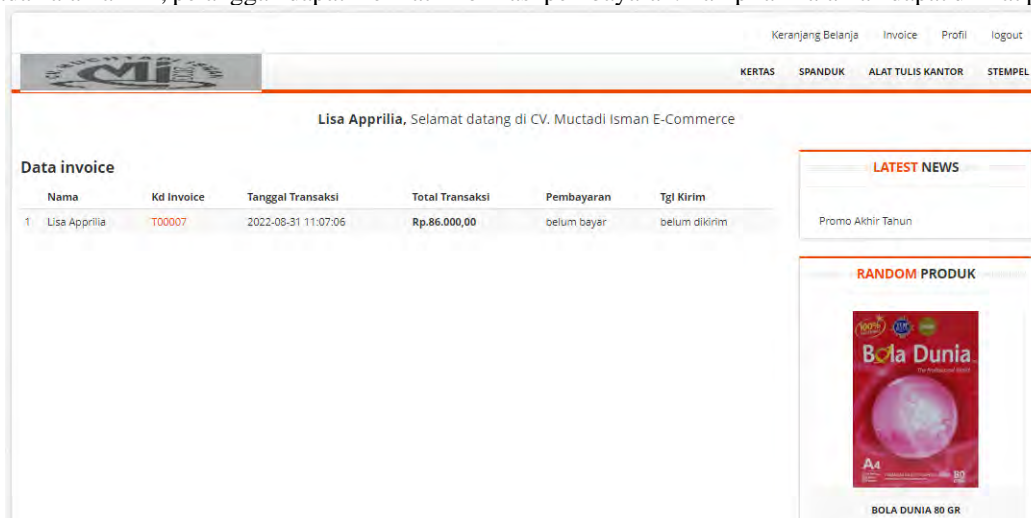 Keranjang Belanja Invoice Profil logout
KERTAS SPANDUK ALAT TULIS KANTOR STEMPEL
Lisa Apprilia, Selamat datang di CV. Muctadi Isman E-Commerce
Data invoice
Nama Kd Invoice Tanggal Transaksi Total Transaksi Pembayaran Tgl Kirim
1 Lisa Apprilia T00007 2022-08-31 11:07:06 Rp.86.000,00 belum bayar belum dikirim
LATEST NEWS
Promo Akhir Tahun
RANDOM PRODUK
100%
Bola Dunia
A4
80
BOLA DUNIA 80 GR